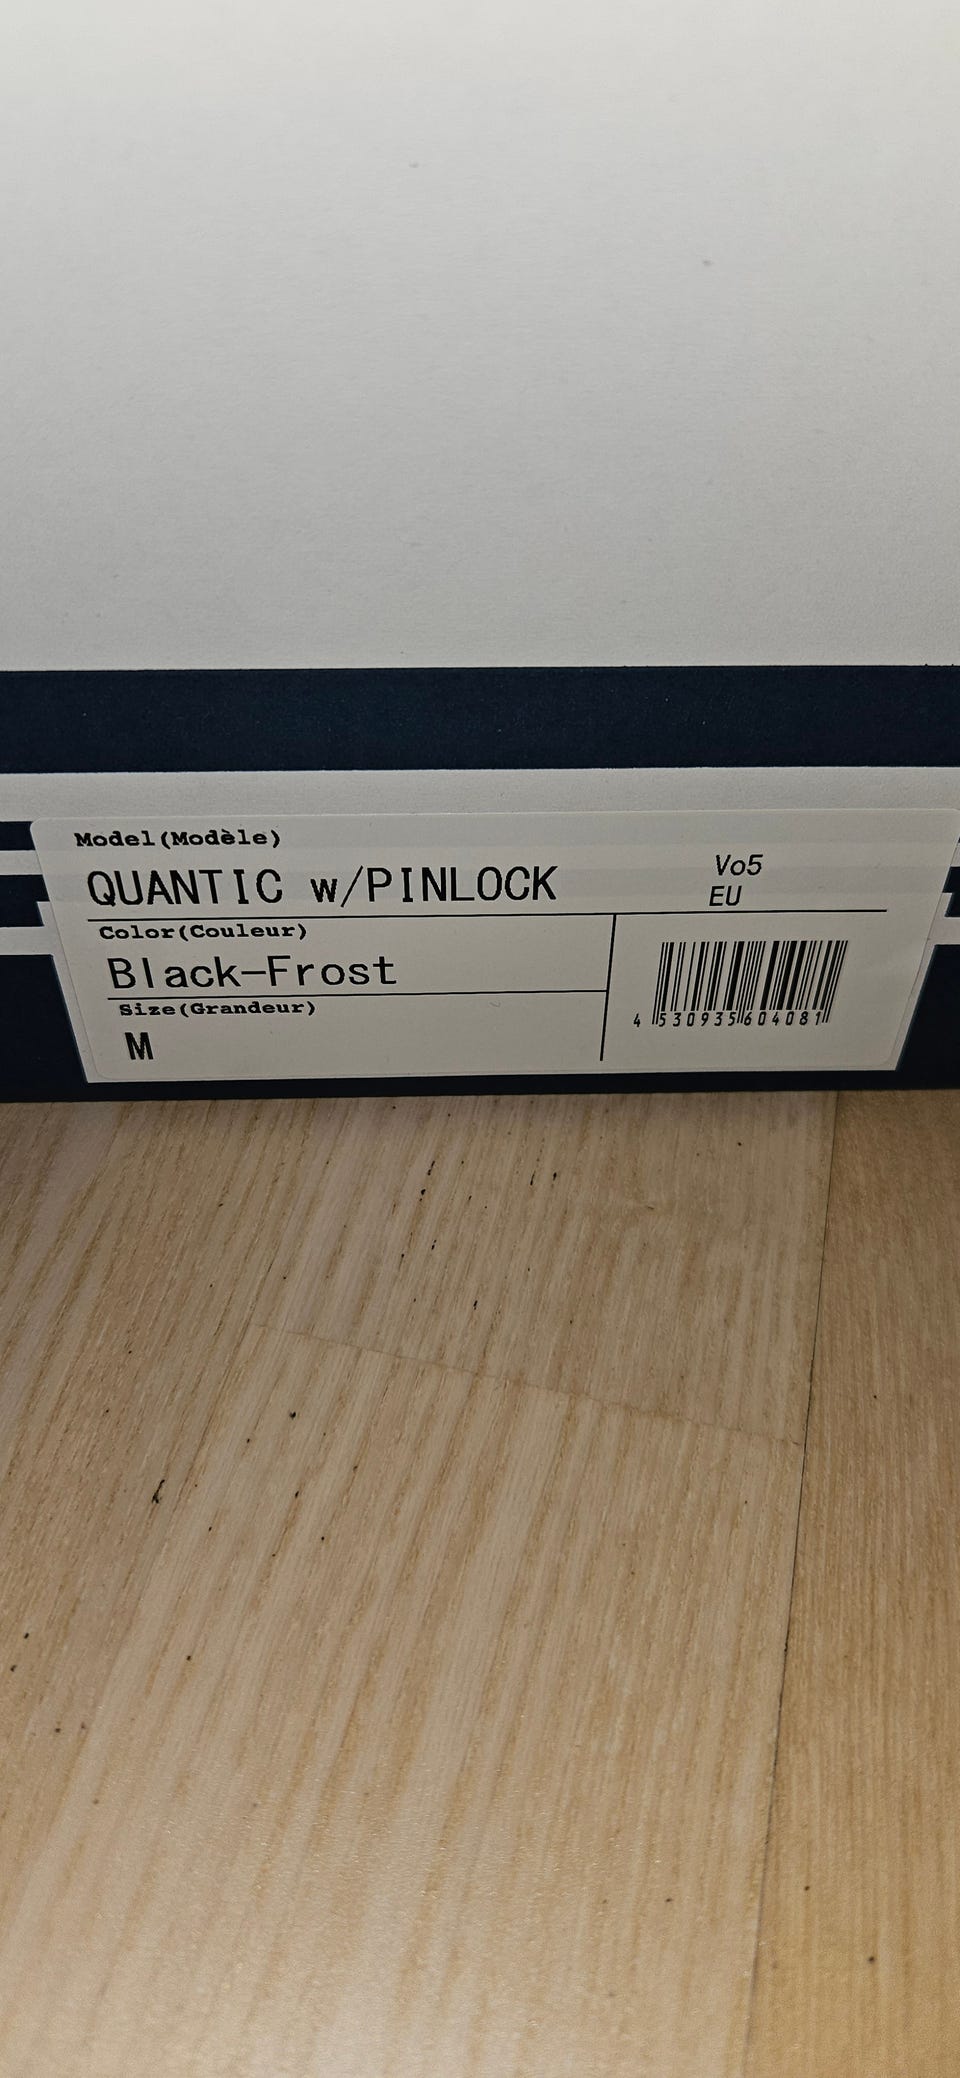 Model(Modèle)
QUANTIC w/PINLOCK
Vo5
EU
Color(Couleur)
Black-Frost
Size(Grandeur)
M
4 530935 604081